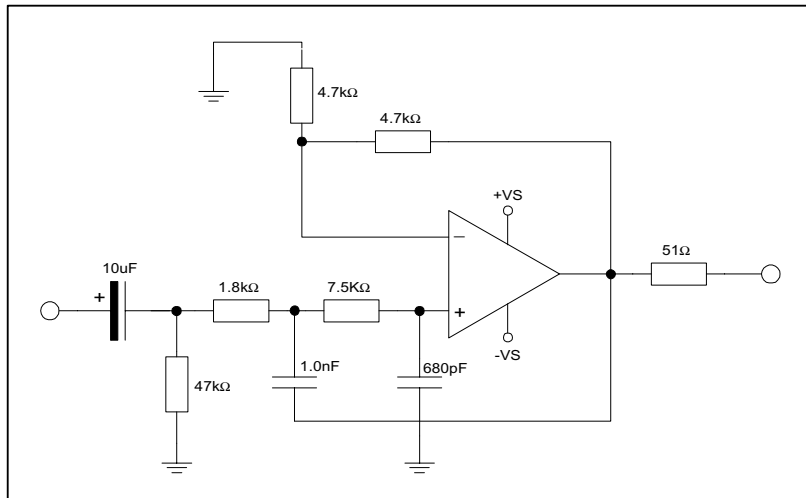 4.7kΩ
4.7kΩ
+VS
−
51Ω
10uF
+
1.8kΩ
7.5KΩ
+
-VS
1.0nF
680pF
47kΩ